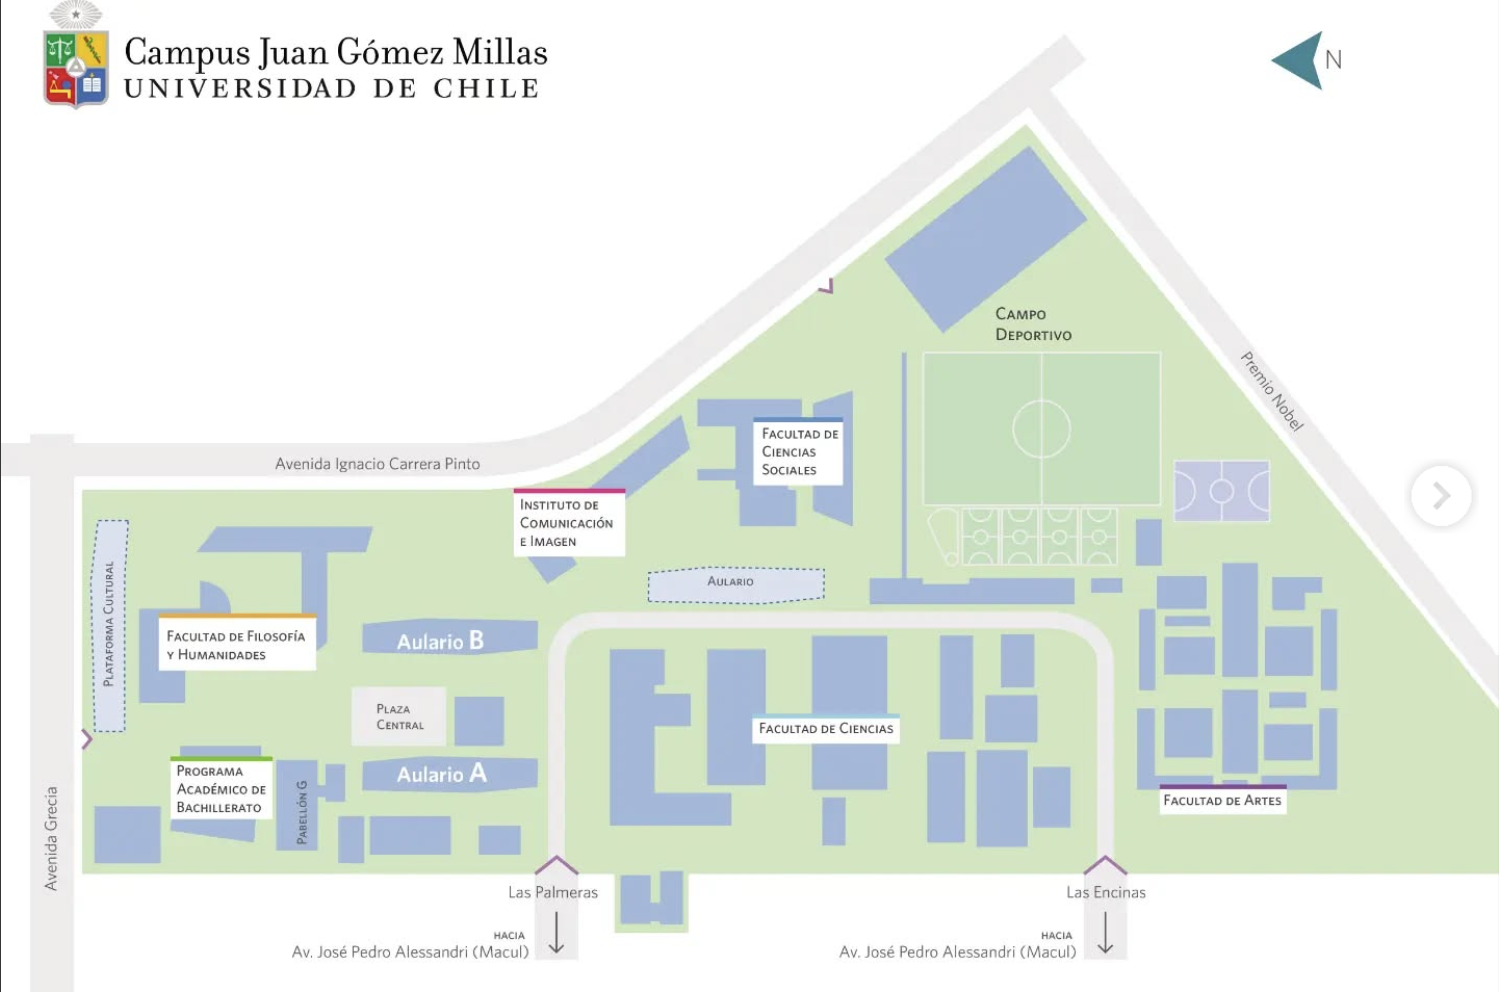 Campus Juan Gómez Millas
UNIVERSIDAD DE CHILE
N
Campo
Deportivo
Premio Nobel
Avenida Ignacio Carrera Pinto
Facultad de
Ciencias
Sociales
Instituto de
Comunicación
e Imagen
Aulario
Plataforma Cultural
Facultad de Filosofía
y Humanidades
Aulario B
Plaza
Central
Facultad de Ciencias
Programa
Académico de
Bachillerato
Pabellón G
Aulario A
Facultad de Artes
Avenida Grecia
Las Palmeras
Las Encinas
hacia
Av. José Pedro Alessandri (Macul)
hacia
Av. José Pedro Alessandri (Macul)